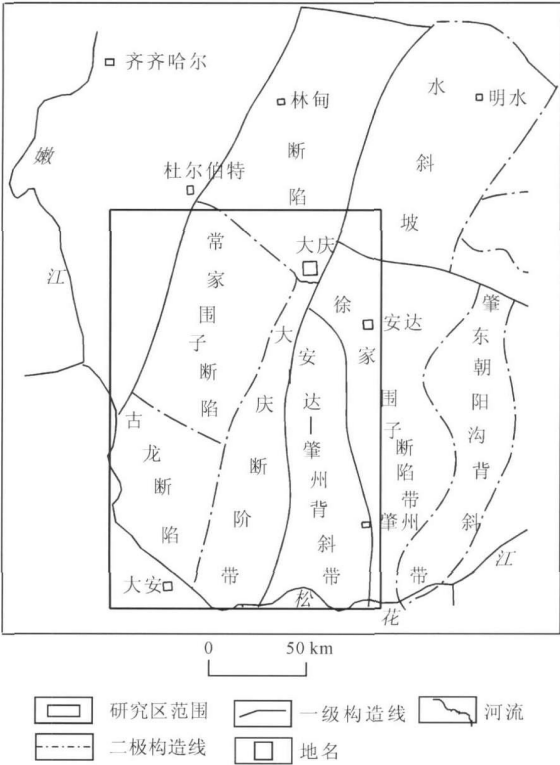 齐齐哈尔
林甸
明水
水斜坡
嫩江
断陷
杜尔伯特
常家围子断陷
大庆
徐家围子断陷带
安达
肇东朝阳沟背斜带
大庆断阶带
安达—肇州背斜带
古龙断陷
肇州
大安
松花江
0 50 km
研究区范围
一级构造线
河流
二极构造线
地名